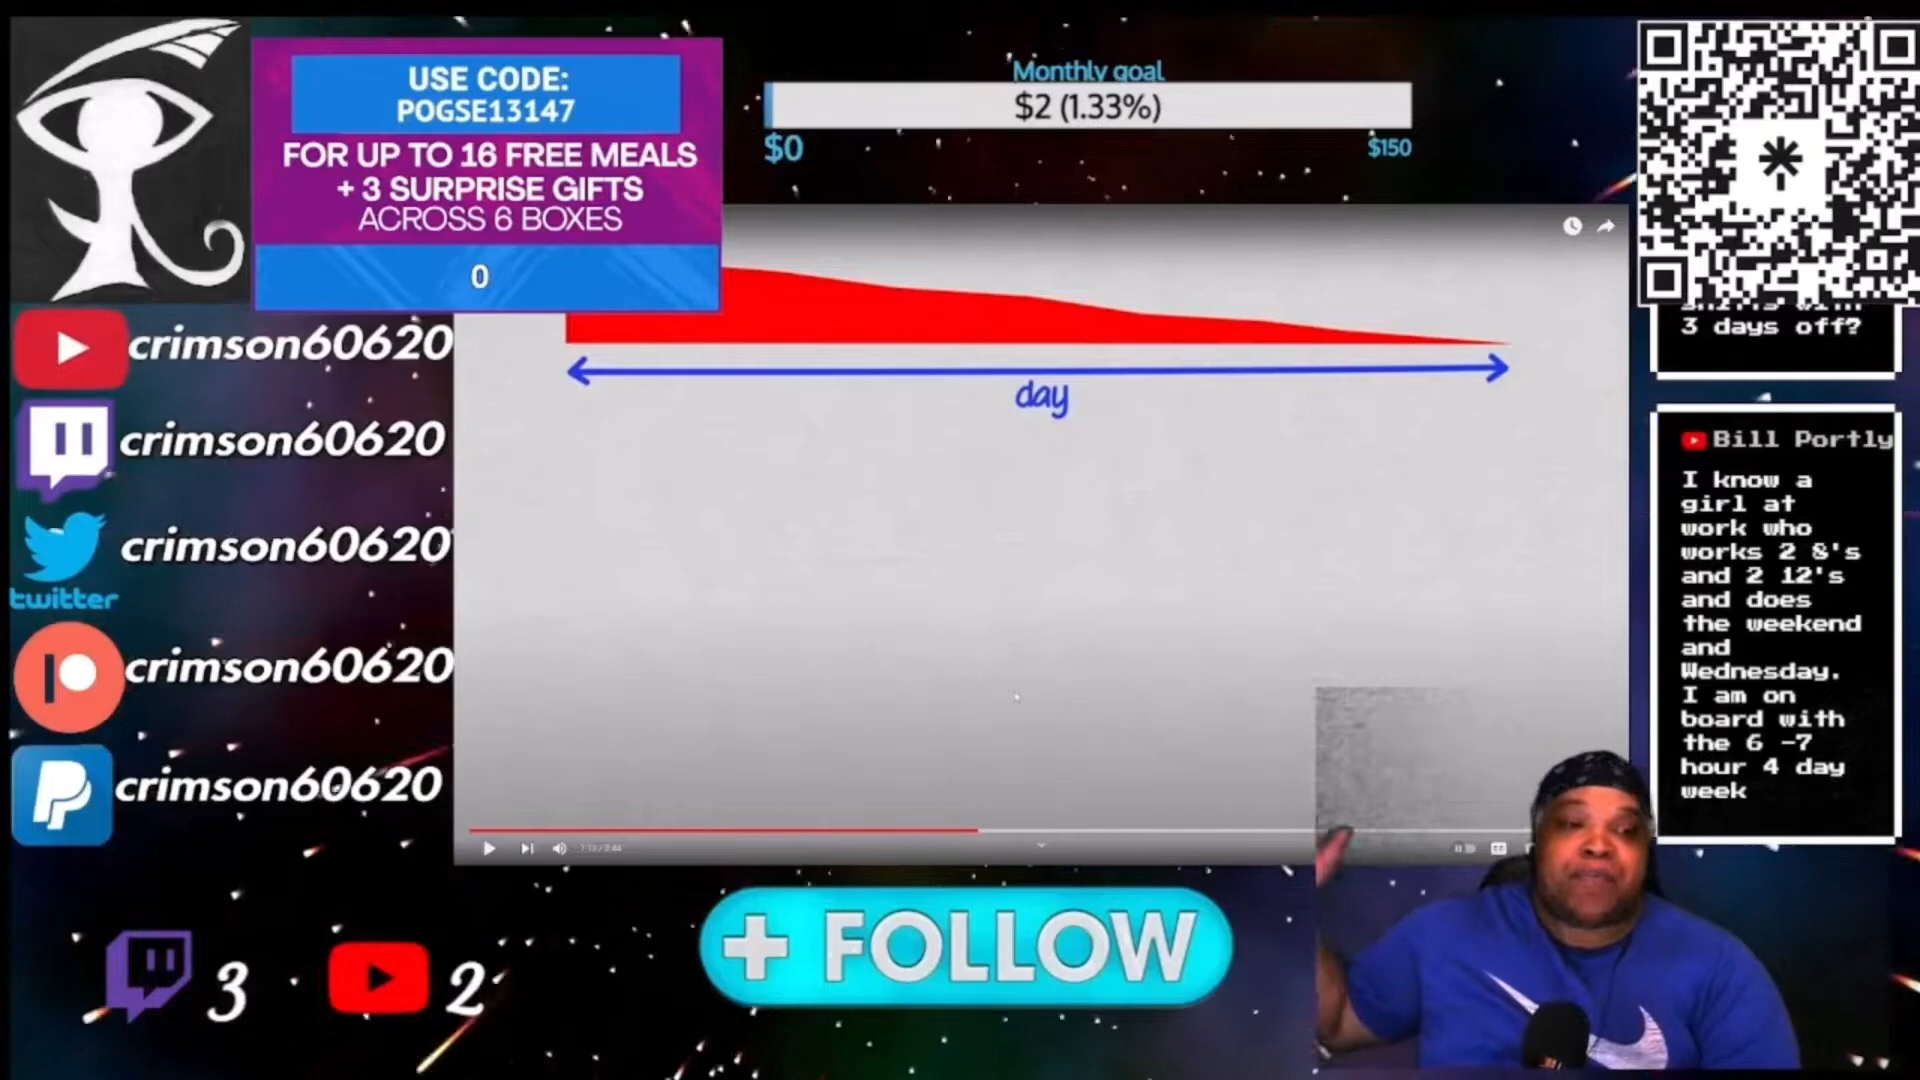 USE CODE:
POGSE13147
FOR UP TO 16 FREE MEALS
+ 3 SURPRISE GIFTS
ACROSS 6 BOXES
0
Monthly goal
$2 (1.33%)
$0
$150
day
crimson60620
crimson60620
crimson60620
twitter
crimson60620
crimson60620
3
2
+ FOLLOW
3 days off?
Bill Portly
I know a
girl at
work who
works 2 8's
and 2 12's
and does
the weekend
and
Wednesday.
I am on
board with
the 6 -7
hour 4 day
week